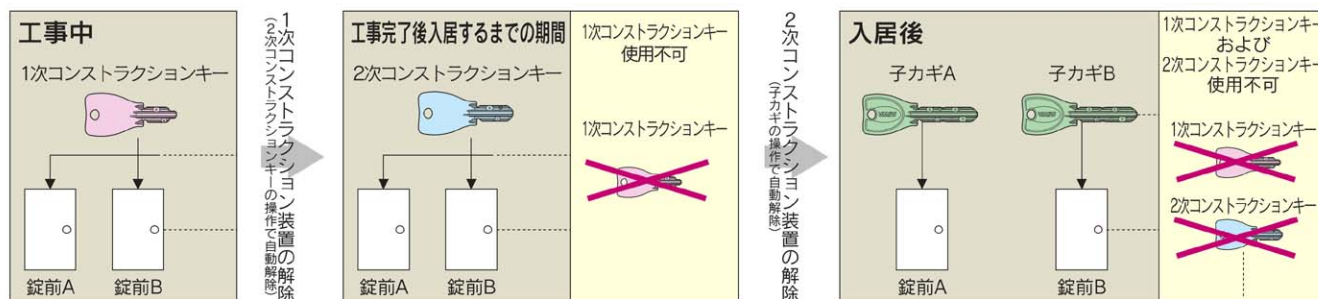 工事中
1次コンストラクションキー
錠前A
錠前B
1次コンストラクション装置の解除
(2次コンストラクションキーの操作で自動解除)
工事完了後入居するまでの期間
2次コンストラクションキー
錠前A
錠前B
1次コンストラクションキー
使用不可
1次コンストラクションキー
2次コンストラクション装置の解除
(子カギの操作で自動解除)
入居後
子カギA
子カギB
錠前A
錠前B
1次コンストラクションキー
および
2次コンストラクションキー
使用不可
1次コンストラクションキー
2次コンストラクションキー